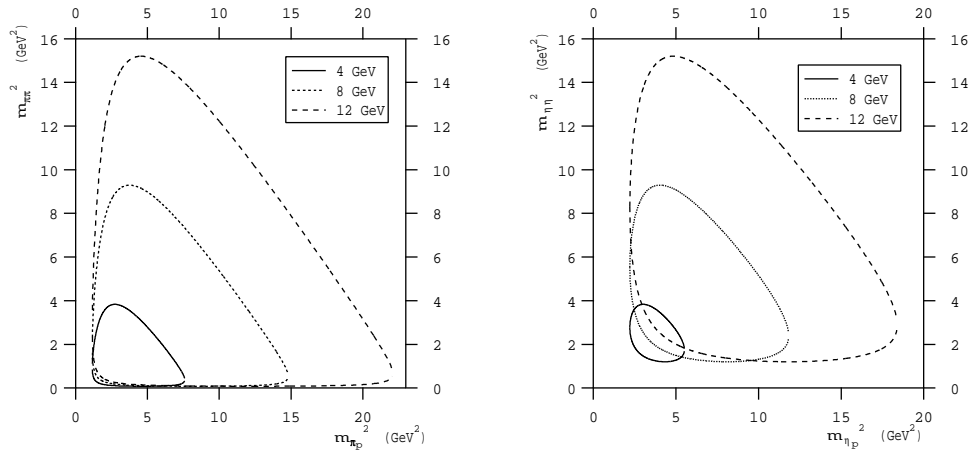 0 5 10 15 20
16 16
14 14
12 12
10 10
8 8
6 6
4 4
2 2
0 0
0 5 10 15 20
m_ππ^2 (GeV^2)
m_πp^2 (GeV^2)
4 GeV
8 GeV
12 GeV
0 5 10 15 20
16 16
14 14
12 12
10 10
8 8
6 6
4 4
2 2
0 0
0 5 10 15 20
m_ηη^2 (GeV^2)
m_ηp^2 (GeV^2)
4 GeV
8 GeV
12 GeV